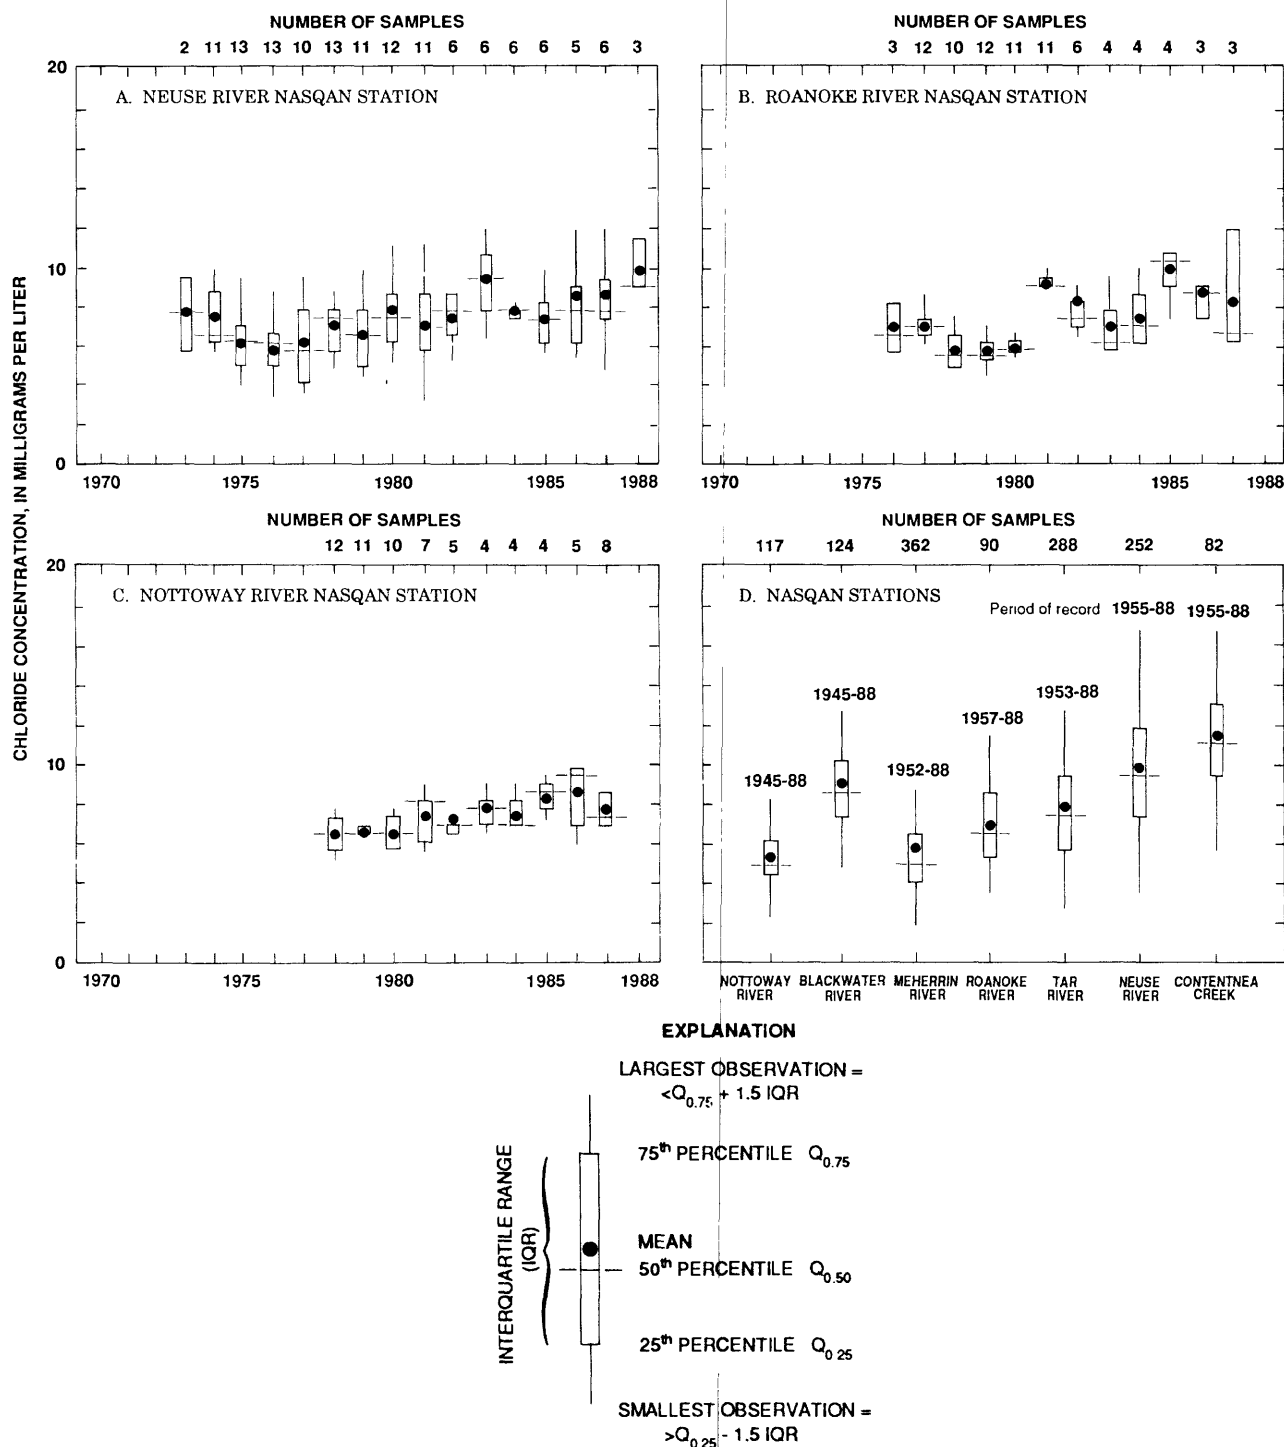 NUMBER OF SAMPLES
2 11 13 13 10 13 11 12 11 6 6 6 6 5 6 3
NUMBER OF SAMPLES
3 12 10 12 11 11 6 4 4 4 3 3
CHLORIDE CONCENTRATION, IN MILLIGRAMS PER LITER
20
A. NEUSE RIVER NASQAN STATION
10
0
1970 1975 1980 1985 1988
B. ROANOKE RIVER NASQAN STATION
1970 1975 1980 1985 1988
NUMBER OF SAMPLES
12 11 10 7 5 4 4 4 5 8
20
C. NOTTOWAY RIVER NASQAN STATION
10
0
1970 1975 1980 1985 1988
NUMBER OF SAMPLES
117 124 362 90 288 252 82
D. NASQAN STATIONS
Period of record 1955-88 1955-88
1945-88
1953-88
1957-88
1952-88
1945-88
NOTTOWAY RIVER
BLACKWATER RIVER
MEHERRIN RIVER
ROANOKE RIVER
TAR RIVER
NEUSE RIVER
CONTENTNEA CREEK
EXPLANATION
LARGEST OBSERVATION =
<Q0.75 + 1.5 IQR
INTERQUARTILE RANGE
(IQR)
75th PERCENTILE Q0.75
MEAN
50th PERCENTILE Q0.50
25th PERCENTILE Q0 25
SMALLEST OBSERVATION =
>Q0.25 - 1.5 IQR